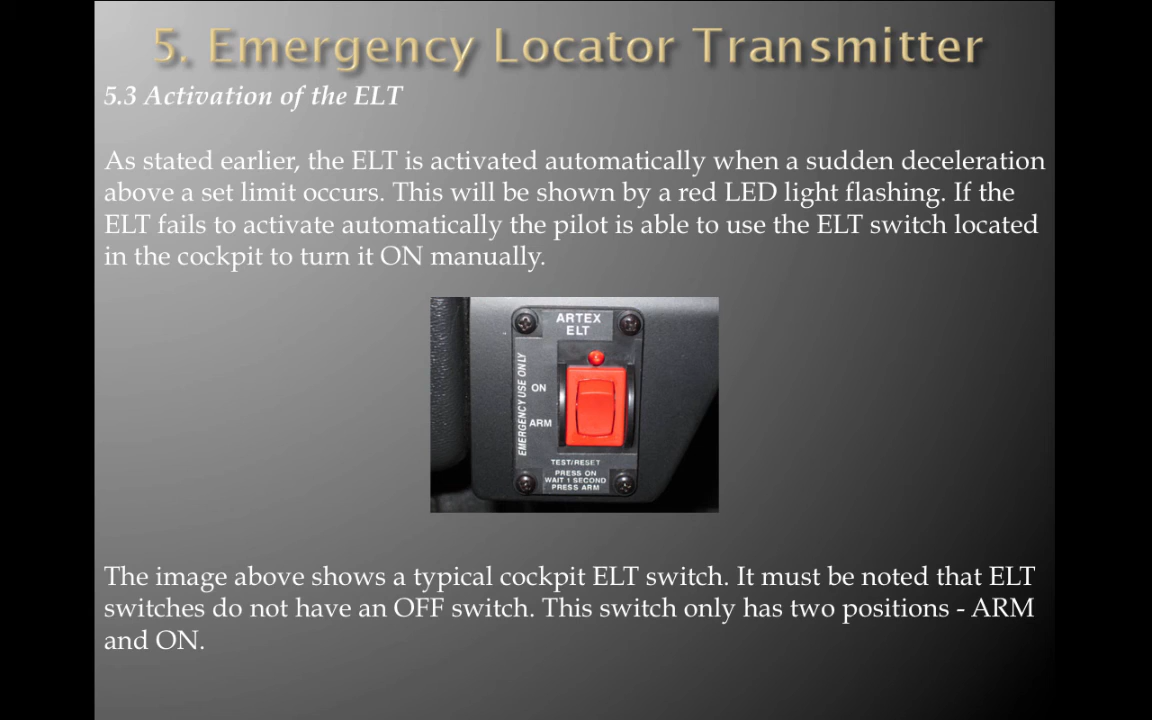 5. Emergency Locator Transmitter
5.3 Activation of the ELT
As stated earlier, the ELT is activated automatically when a sudden deceleration
above a set limit occurs. This will be shown by a red LED light flashing. If the
ELT fails to activate automatically the pilot is able to use the ELT switch located
in the cockpit to turn it ON manually.
ARTEX
ELT
EMERGENCY USE ONLY
ON
ARM
TEST/RESET
PRESS ON
WAIT 1 SECOND
PRESS ARM
The image above shows a typical cockpit ELT switch. It must be noted that ELT
switches do not have an OFF switch. This switch only has two positions - ARM
and ON.